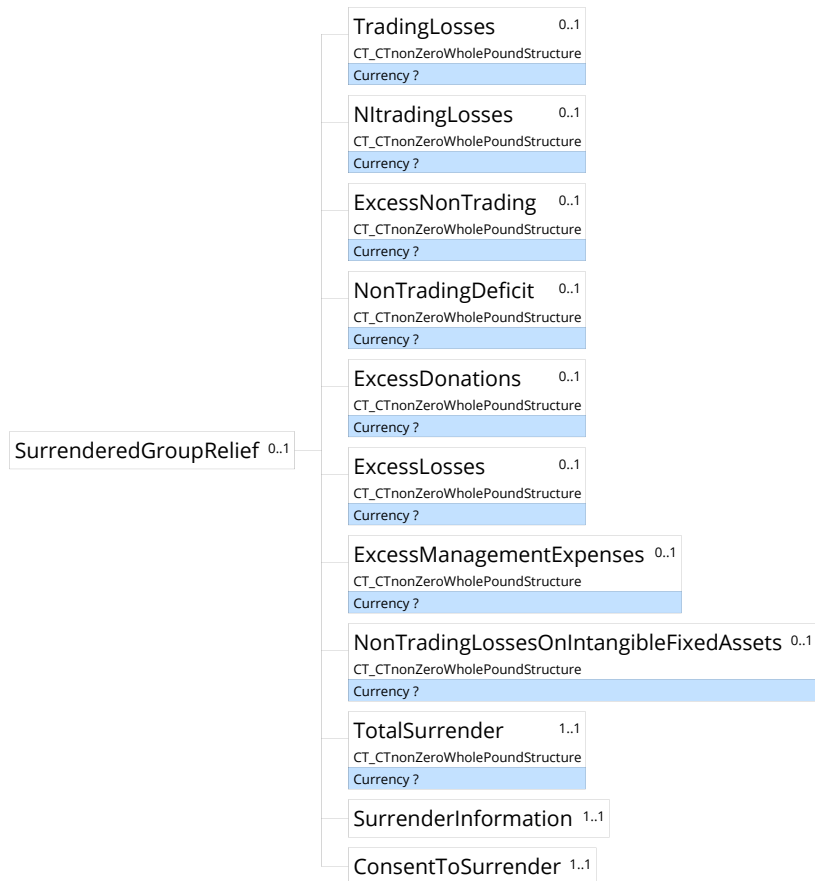 TradingLosses 0..1
CT_CTnonZeroWholePoundStructure
Currency ?
NItradingLosses 0..1
CT_CTnonZeroWholePoundStructure
Currency ?
ExcessNonTrading 0..1
CT_CTnonZeroWholePoundStructure
Currency ?
NonTradingDeficit 0..1
CT_CTnonZeroWholePoundStructure
Currency ?
ExcessDonations 0..1
CT_CTnonZeroWholePoundStructure
Currency ?
SurrenderedGroupRelief 0..1
ExcessLosses 0..1
CT_CTnonZeroWholePoundStructure
Currency ?
ExcessManagementExpenses 0..1
CT_CTnonZeroWholePoundStructure
Currency ?
NonTradingLossesOnIntangibleFixedAssets 0..1
CT_CTnonZeroWholePoundStructure
Currency ?
TotalSurrender 1..1
CT_CTnonZeroWholePoundStructure
Currency ?
SurrenderInformation 1..1
ConsentToSurrender 1..1